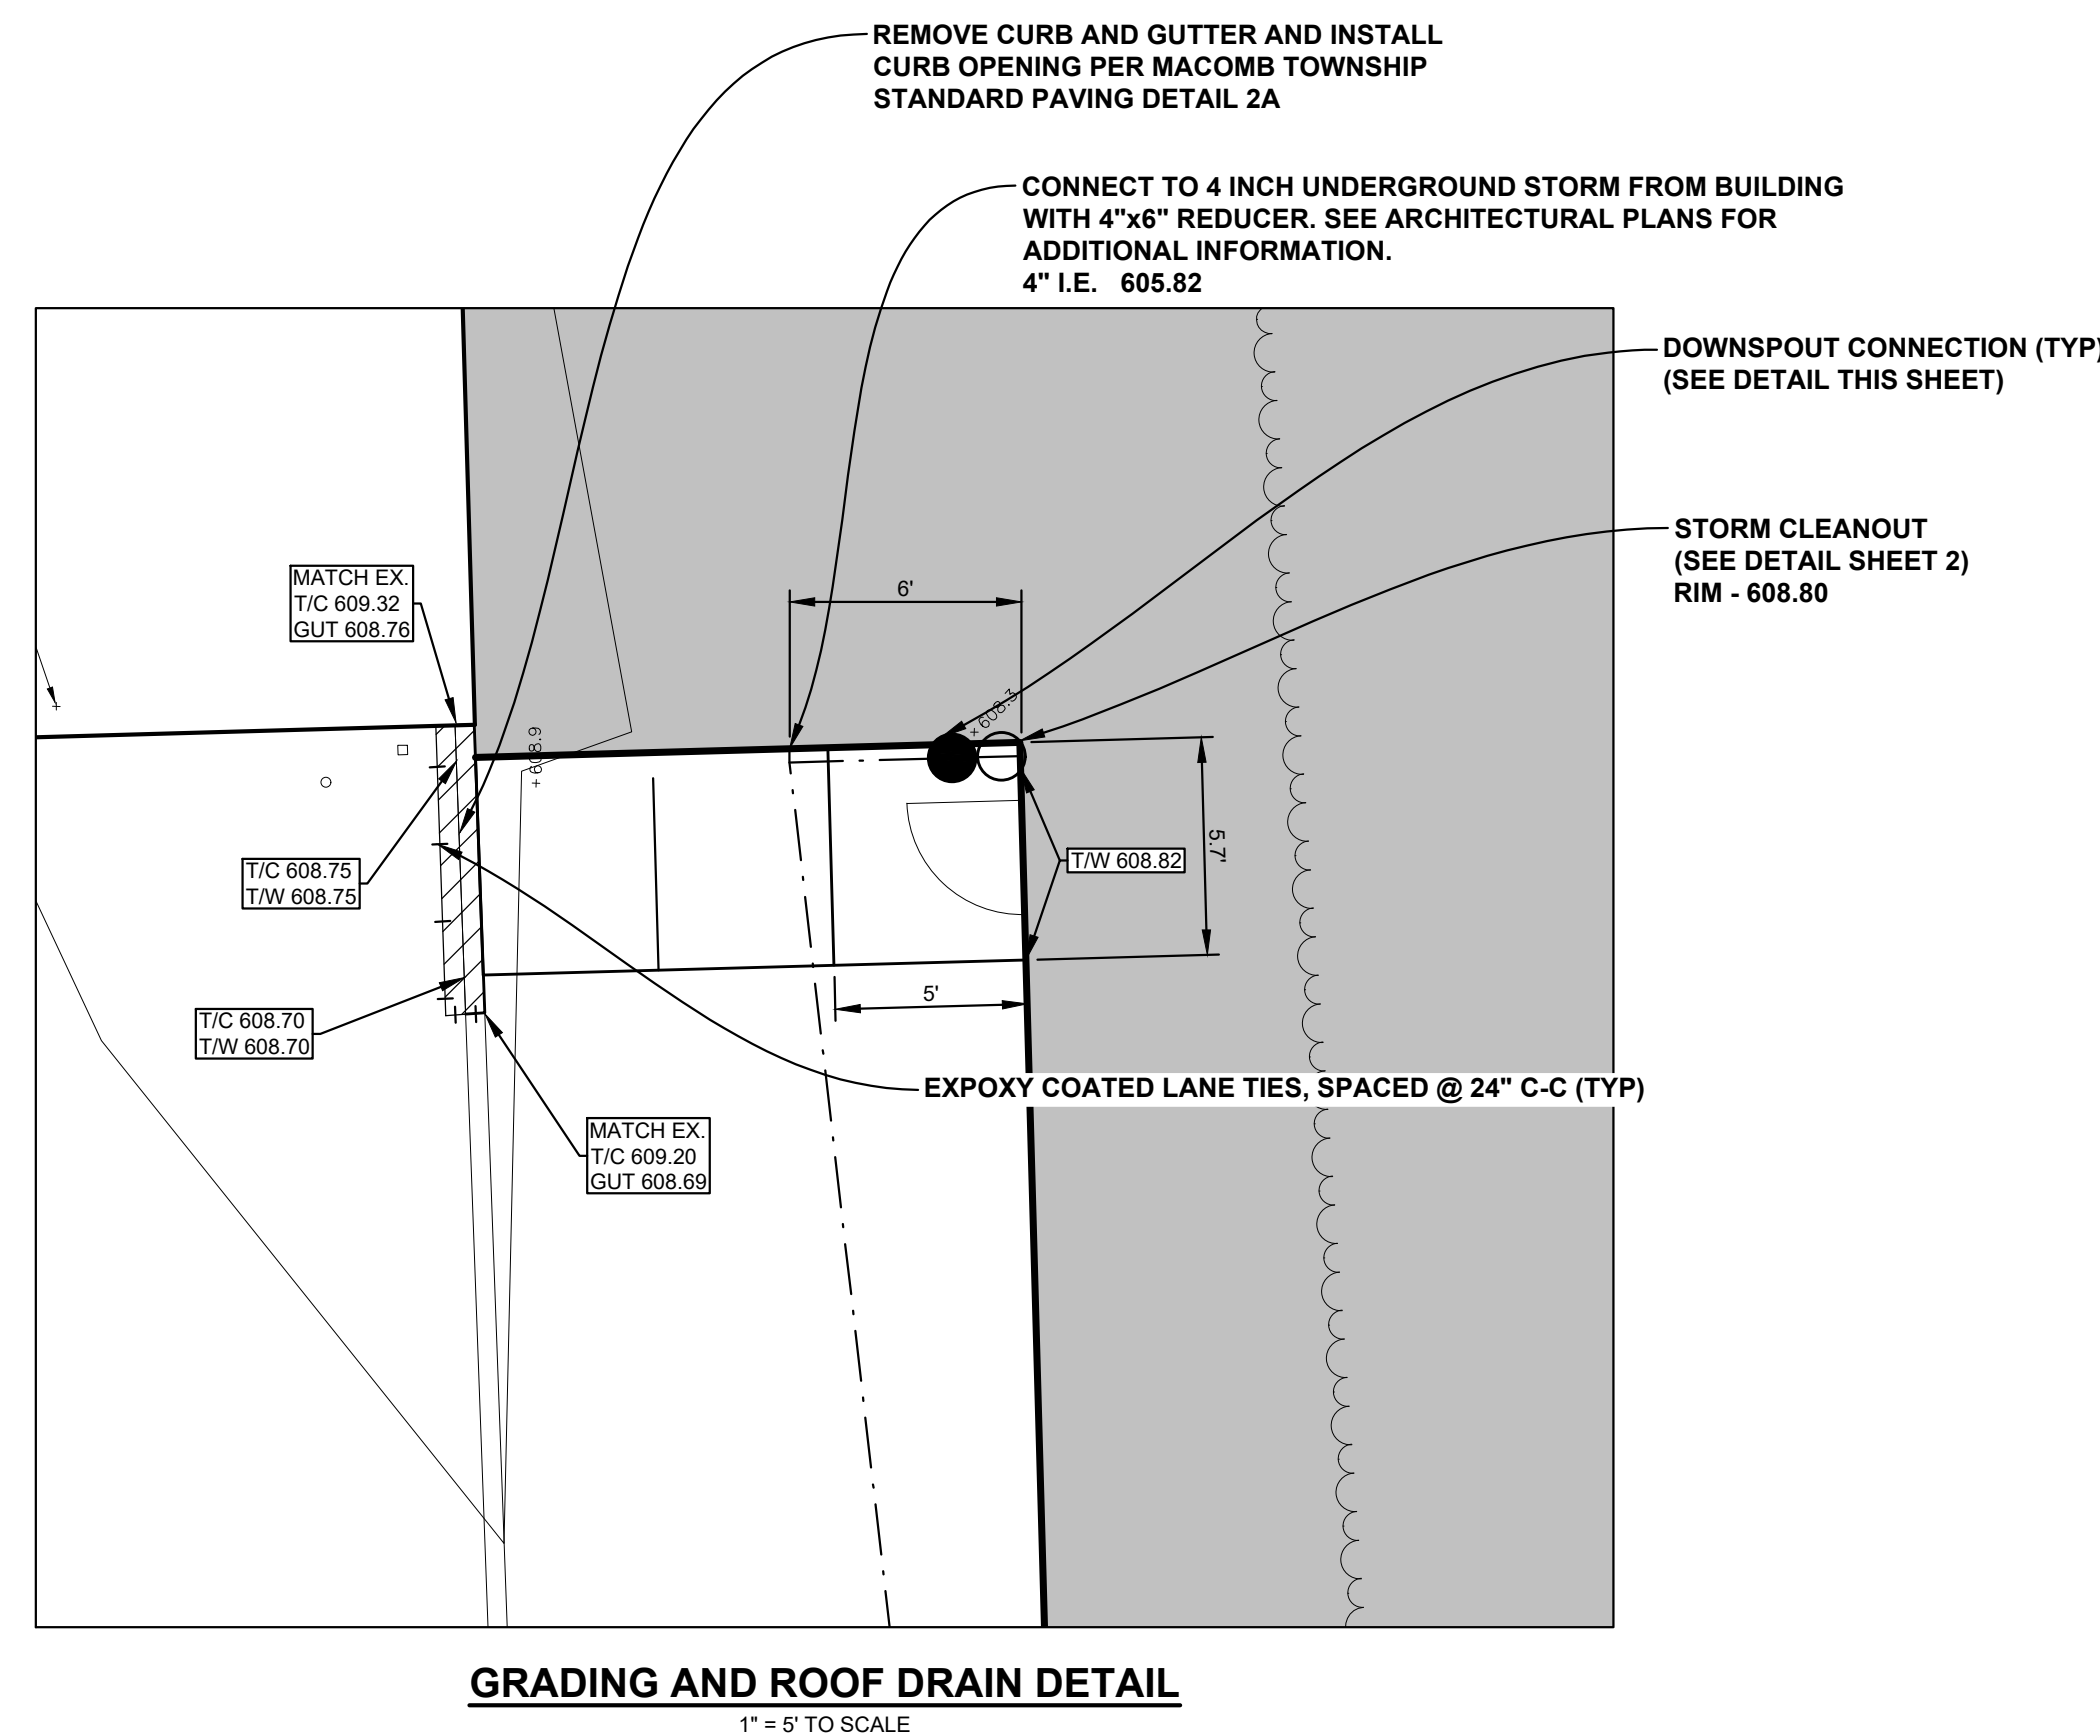 REMOVE CURB AND GUTTER AND INSTALL
CURB OPENING PER MACOMB TOWNSHIP
STANDARD PAVING DETAIL 2A
CONNECT TO 4 INCH UNDERGROUND STORM FROM BUILDING
WITH 4"x6" REDUCER. SEE ARCHITECTURAL PLANS FOR
ADDITIONAL INFORMATION.
4" I.E. 605.82
DOWNSPOUT CONNECTION (TYP)
(SEE DETAIL THIS SHEET)
STORM CLEANOUT
(SEE DETAIL SHEET 2)
RIM - 608.80
MATCH EX.
T/C 609.32
GUT 608.76
6'
608.3
608.9
T/C 608.75
T/W 608.75
T/W 608.82
5.7'
5'
T/C 608.70
T/W 608.70
EXPOXY COATED LANE TIES, SPACED @ 24" C-C (TYP)
MATCH EX.
T/C 609.20
GUT 608.69
GRADING AND ROOF DRAIN DETAIL
1" = 5' TO SCALE